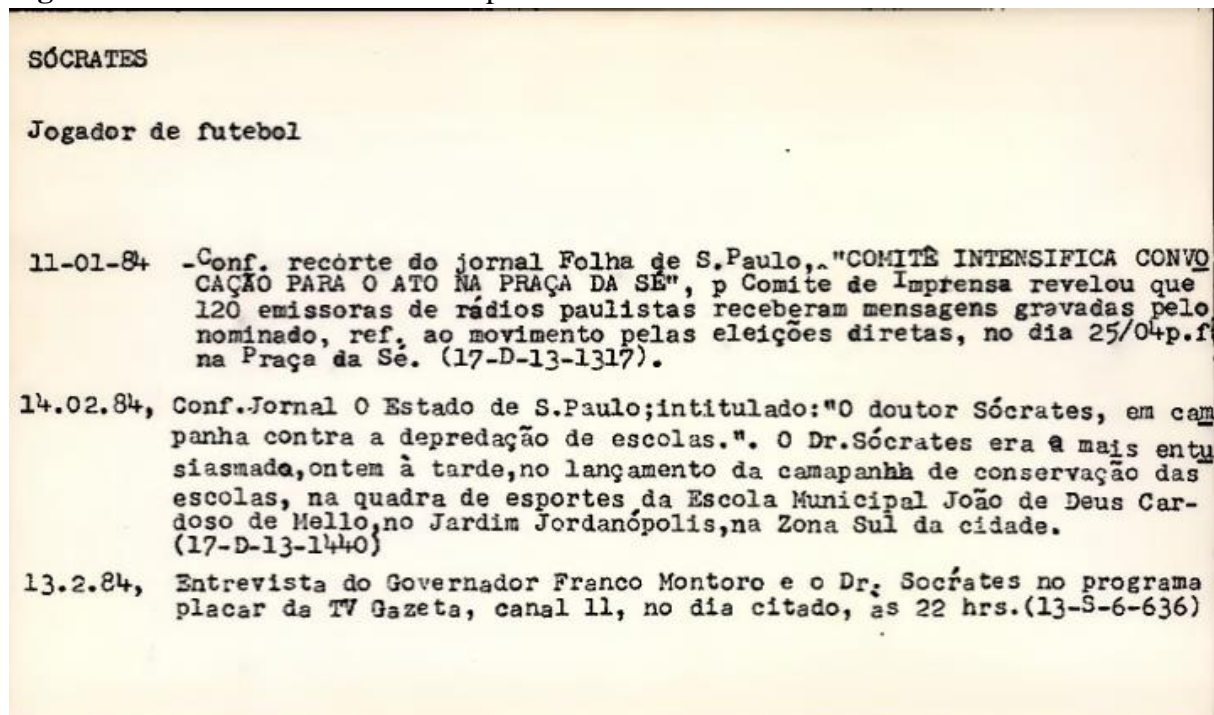 SÓCRATES
Jogador de futebol
11-01-84 -Conf. recorte do jornal Folha de S.Paulo, "COMITÊ INTENSIFICA CONVO
CAÇÃO PARA O ATO NA PRAÇA DA SÉ", p Comite de Imprensa revelou que
120 emissoras de rádios paulistas receberam mensagens gravadas pelo
nominado, ref. ao movimento pelas eleições diretas, no dia 25/04p.f
na Praça da Sé. (17-D-13-1317).
14.02.84, Conf.Jornal O Estado de S.Paulo;intitulado:"O doutor Sócrates, em cam
panha contra a depredação de escolas.". O Dr.Sócrates era a mais entu
siasmado,ontem à tarde,no lançamento da camapanha de conservação das
escolas, na quadra de esportes da Escola Municipal João de Deus Car-
doso de Mello,no Jardim Jordanópolis,na Zona Sul da cidade.
(17-D-13-1440)
13.2.84, Entrevista do Governador Franco Montoro e o Dr. Socŕates no programa
placar da TV Gazeta, canal 11, no dia citado, às 22 hrs.(13-S-6-636)